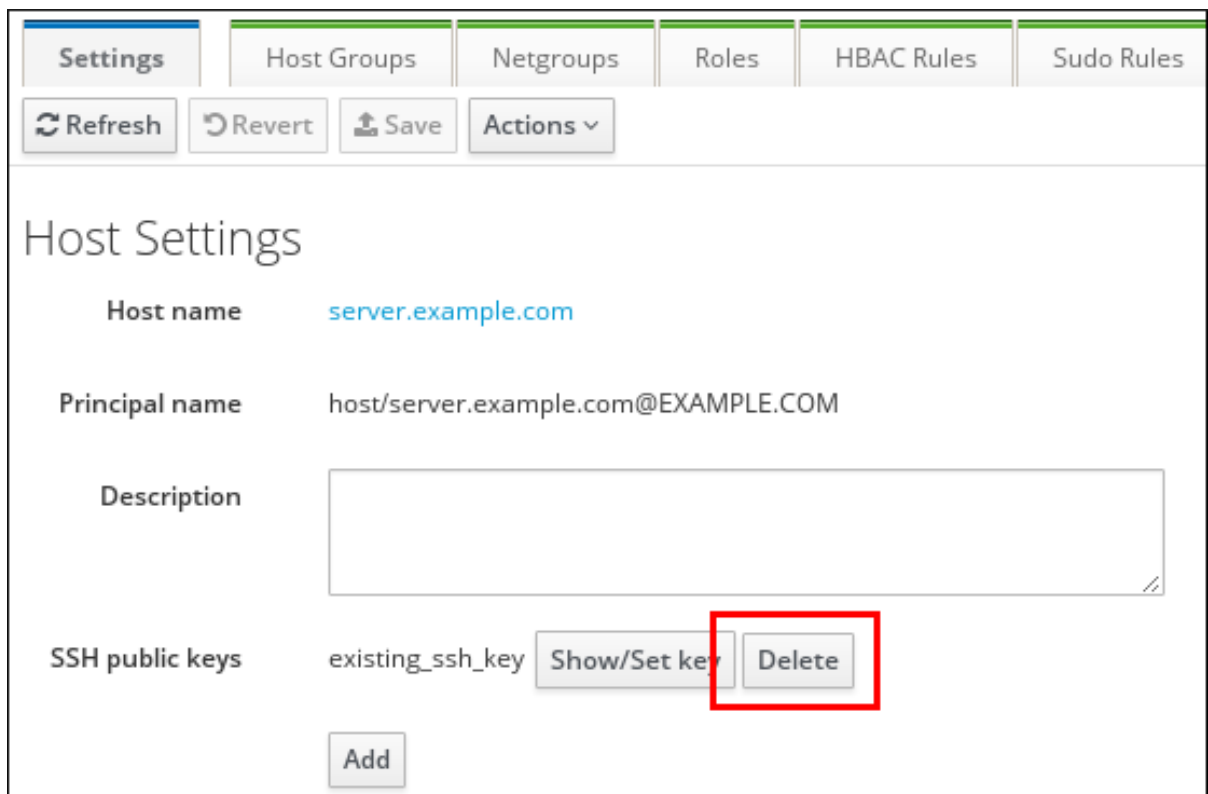 Settings Host Groups Netgroups Roles HBAC Rules Sudo Rules
Refresh Revert Save Actions
Host Settings
Host name server.example.com
Principal name host/server.example.com@EXAMPLE.COM
Description
SSH public keys existing_ssh_key Show/Set key Delete
Add